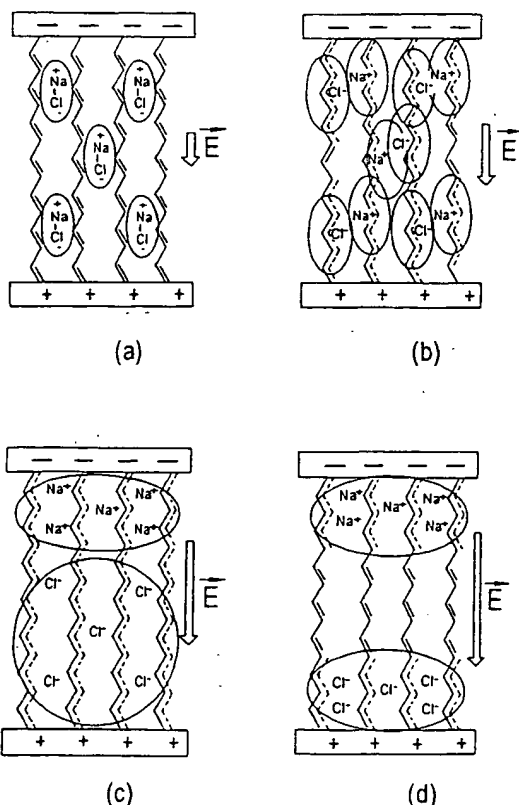 − − − −
+ +
Na Na
Cl Cl
− −
+
Na
Cl
−
E
+ +
Na Na
Cl Cl
− −
+ + + +
(a)
− − − −
Na⁺ Na⁺
Cl⁻ Cl⁻
Cl⁻
Na⁺
E
Na⁺ Na⁺
Cl⁻ Cl⁻
+ + + +
(b)
− − − −
Na⁺ Na⁺
Na⁺
Na⁺ Na⁺
Cl⁻ Cl⁻
E
Cl⁻
Cl⁻ Cl⁻
+ + + +
(c)
− − − −
Na⁺ Na⁺ Na⁺
Na⁺ Na⁺
E
Cl⁻ Cl⁻ Cl⁻
Cl⁻ Cl⁻
+ + + +
(d)